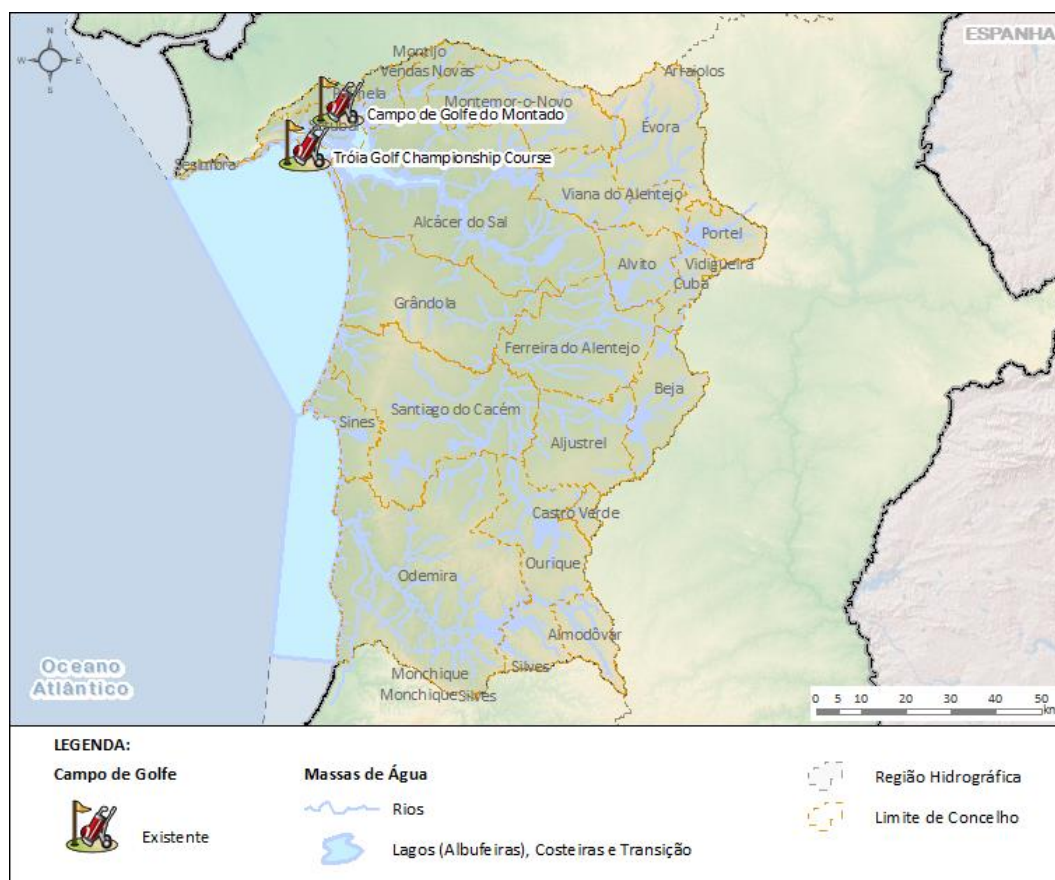 N
W E
S
ESPANHA
Montijo
Vendas Novas
Arraiolos
Montemor-o-Novo
Campo de Golfe do Montado
Évora
Tróia Golf Championship Course
Sesimbra
Viana do Alentejo
Alcácer do Sal
Portel
Alvito
Vidigueira
Cuba
Grândola
Ferreira do Alentejo
Beja
Santiago do Cacém
Sines
Aljustrel
Castro Verde
Ourique
Odemira
Almodôvar
Silves
Oceano
Atlântico
Monchique
Monchique
Silves
0 5 10 20 30 40 50
km
LEGENDA:
Campo de Golfe
Existente
Massas de Água
Rios
Lagos (Albufeiras), Costeiras e Transição
Região Hidrográfica
Limite de Concelho